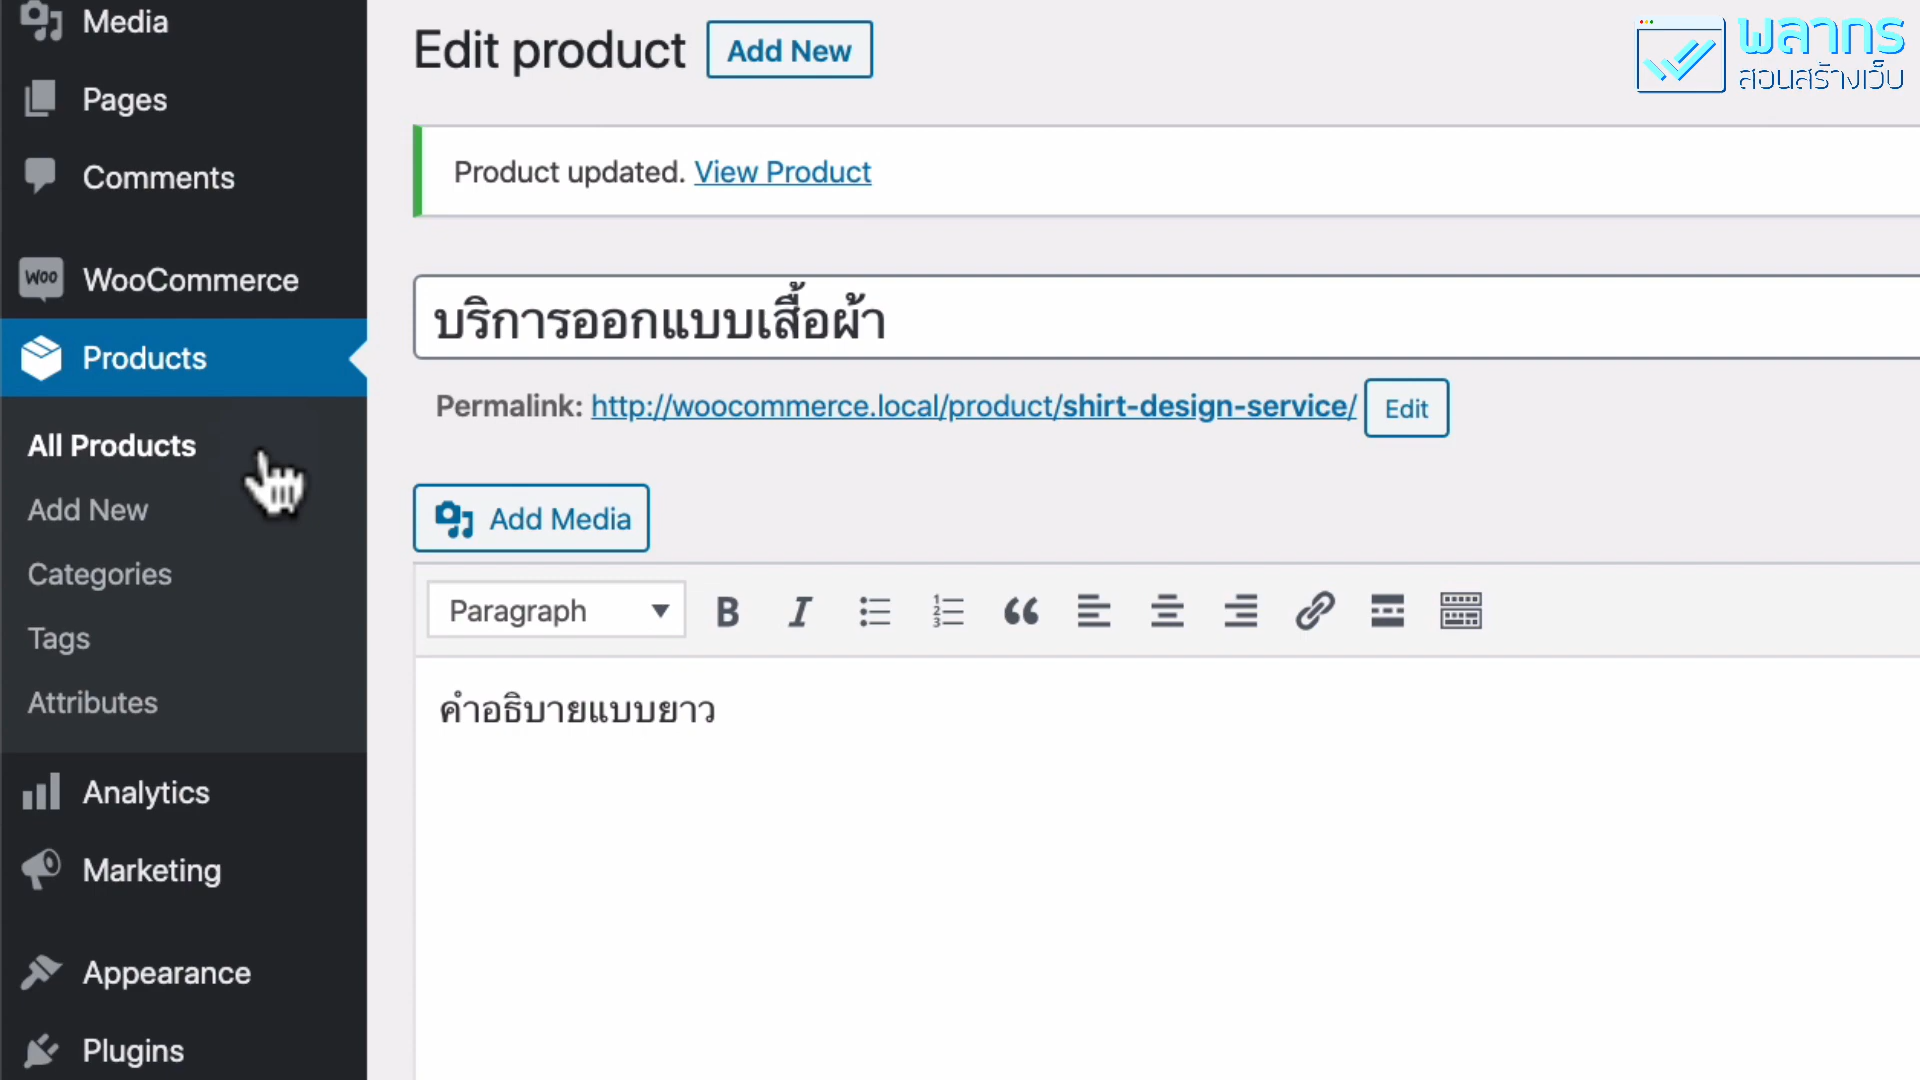 Media
Pages
Comments
WooCommerce
Products
All Products
Add New
Categories
Tags
Attributes
Analytics
Marketing
Appearance
Plugins
Edit product Add New
พลากร
สอนสร้างเว็บ
Product updated. View Product
บริการออกแบบเสื้อผ้า
Permalink: http://woocommerce.local/product/shirt-design-service/ Edit
Add Media
Paragraph
คำอธิบายแบบยาว